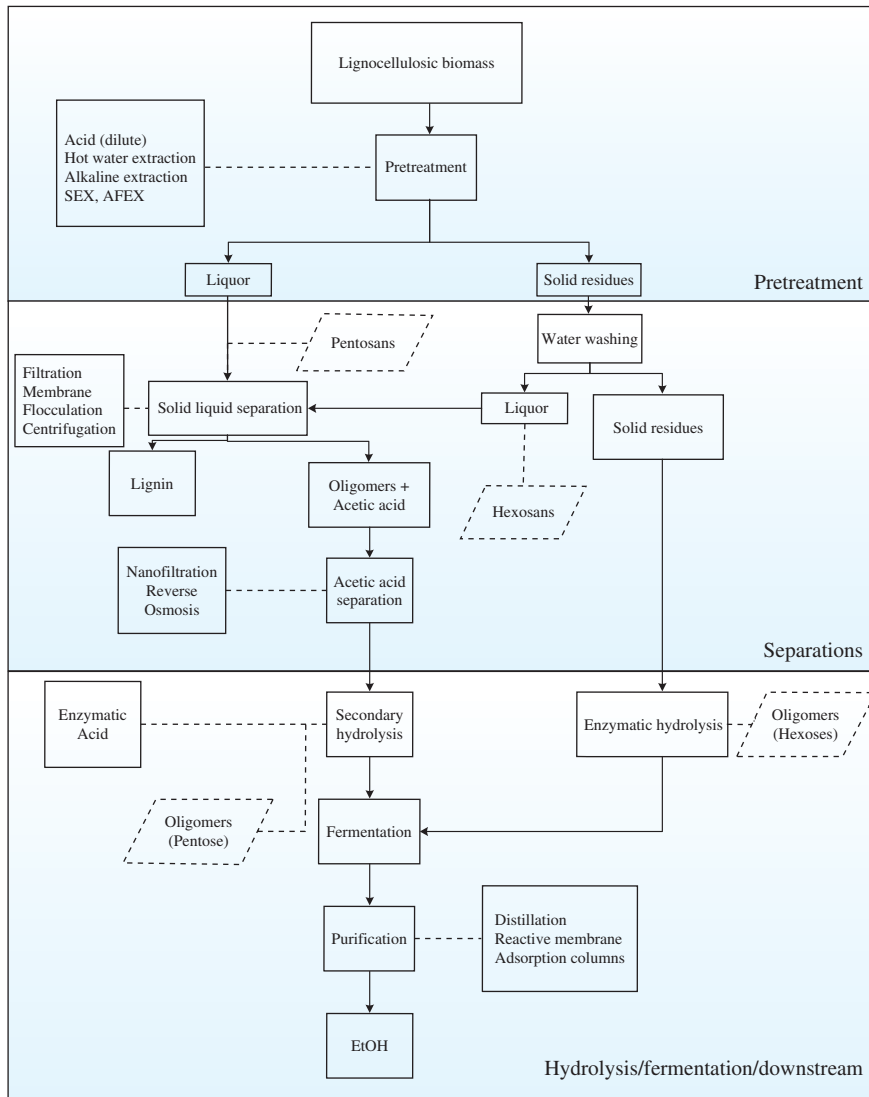 Lignocellulosic biomass
Acid (dilute)
Hot water extraction
Alkaline extraction
SEX, AFEX
Pretreatment
Liquor
Solid residues
Pretreatment
Pentosans
Water washing
Filtration
Membrane
Flocculation
Centrifugation
Solid liquid separation
Liquor
Solid residues
Lignin
Oligomers +
Acetic acid
Hexosans
Nanofiltration
Reverse
Osmosis
Acetic acid
separation
Separations
Enzymatic
Acid
Secondary
hydrolysis
Enzymatic hydrolysis
Oligomers
(Hexoses)
Oligomers
(Pentose)
Fermentation
Purification
Distillation
Reactive membrane
Adsorption columns
EtOH
Hydrolysis/fermentation/downstream